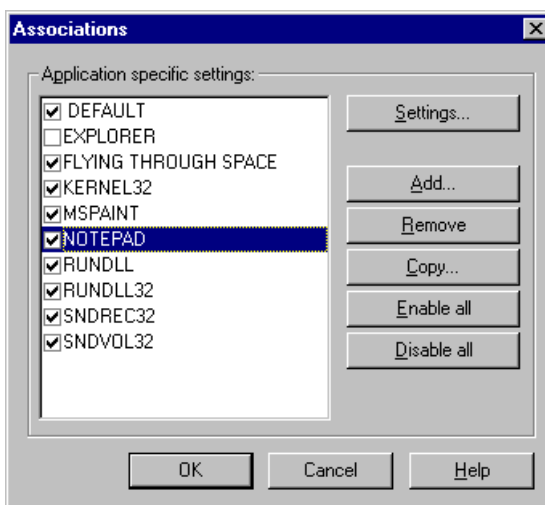 Associations
Application specific settings:
DEFAULT
EXPLORER
FLYING THROUGH SPACE
KERNEL32
MSPAINT
NOTEPAD
RUNDLL
RUNDLL32
SNDREC32
SNDVOL32
Settings...
Add...
Remove
Copy...
Enable all
Disable all
OK
Cancel
Help